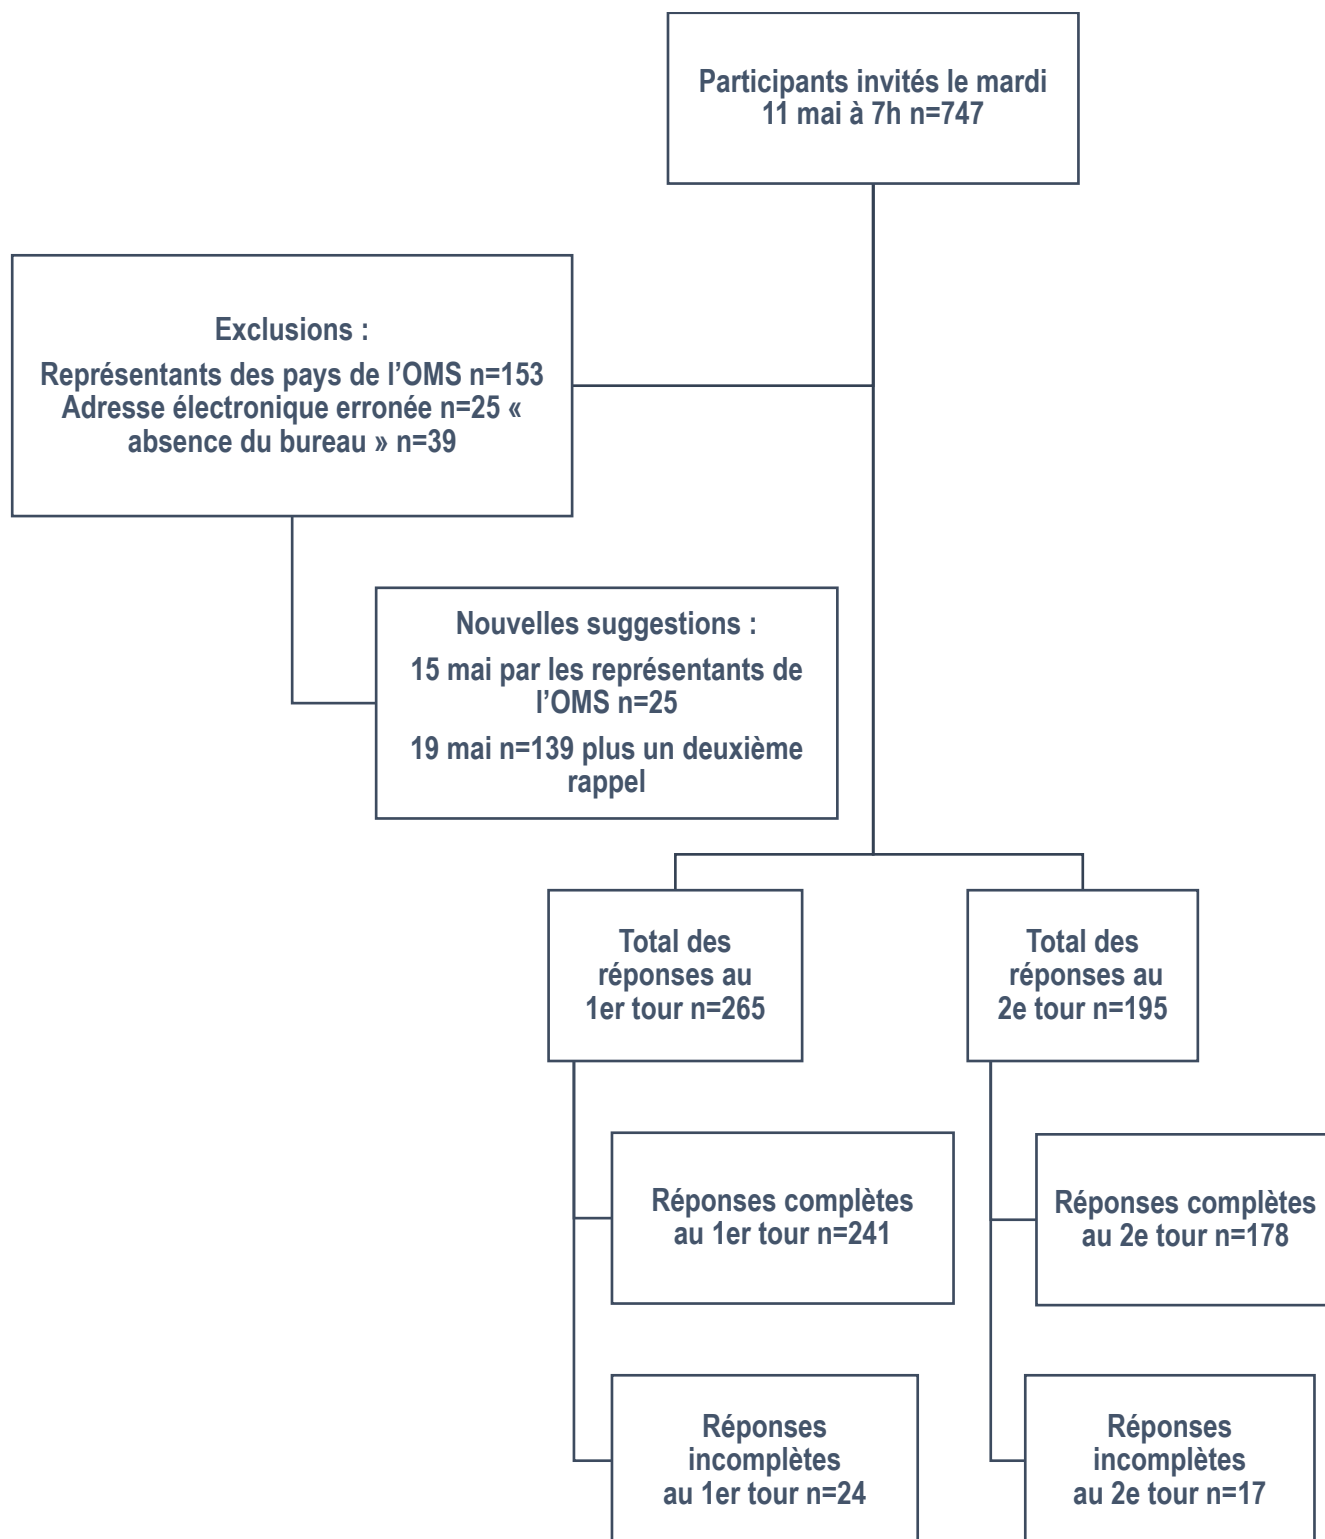 Participants invités le mardi
11 mai à 7h n=747
Exclusions :
Représentants des pays de l’OMS n=153
Adresse électronique erronée n=25 «
absence du bureau » n=39
Nouvelles suggestions :
15 mai par les représentants de
l’OMS n=25
19 mai n=139 plus un deuxième
rappel
Total des
réponses au
1er tour n=265
Total des
réponses au
2e tour n=195
Réponses complètes
au 1er tour n=241
Réponses complètes
au 2e tour n=178
Réponses
incomplètes
au 1er tour n=24
Réponses
incomplètes
au 2e tour n=17